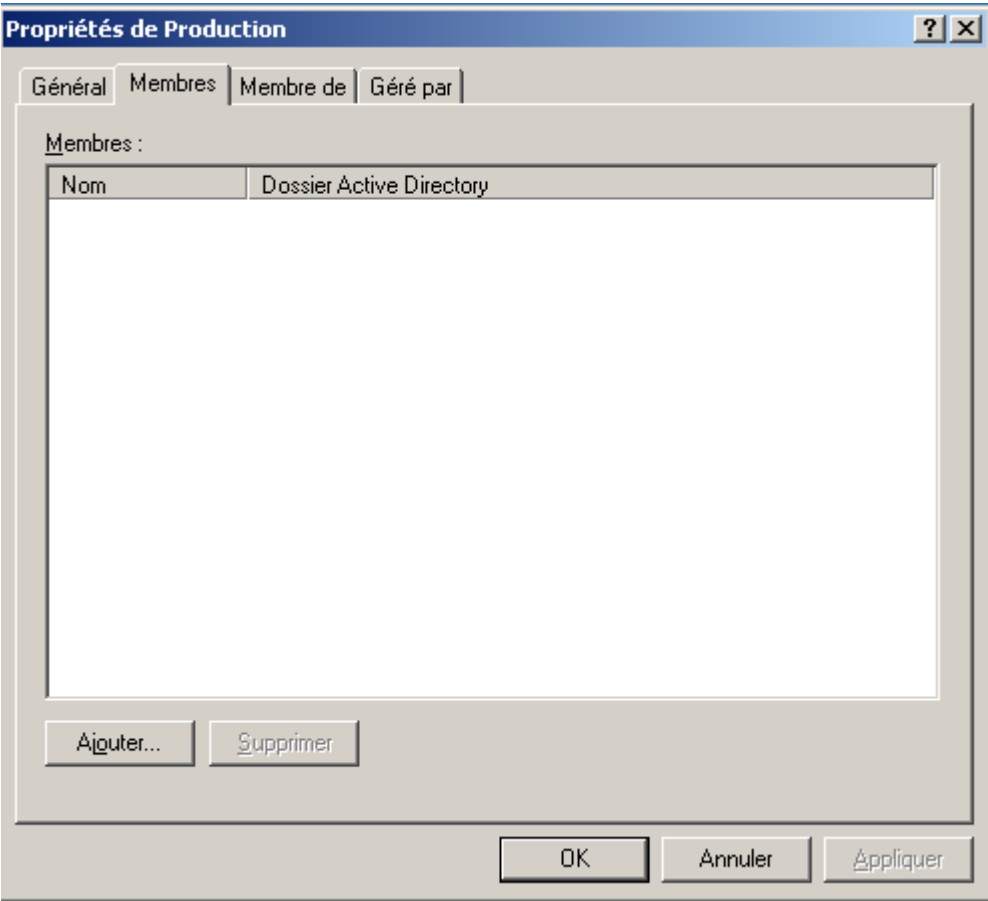 Propriétés de Production
Général Membres Membre de Géré par
Membres :
Nom Dossier Active Directory
Ajouter... Supprimer
OK Annuler Appliquer